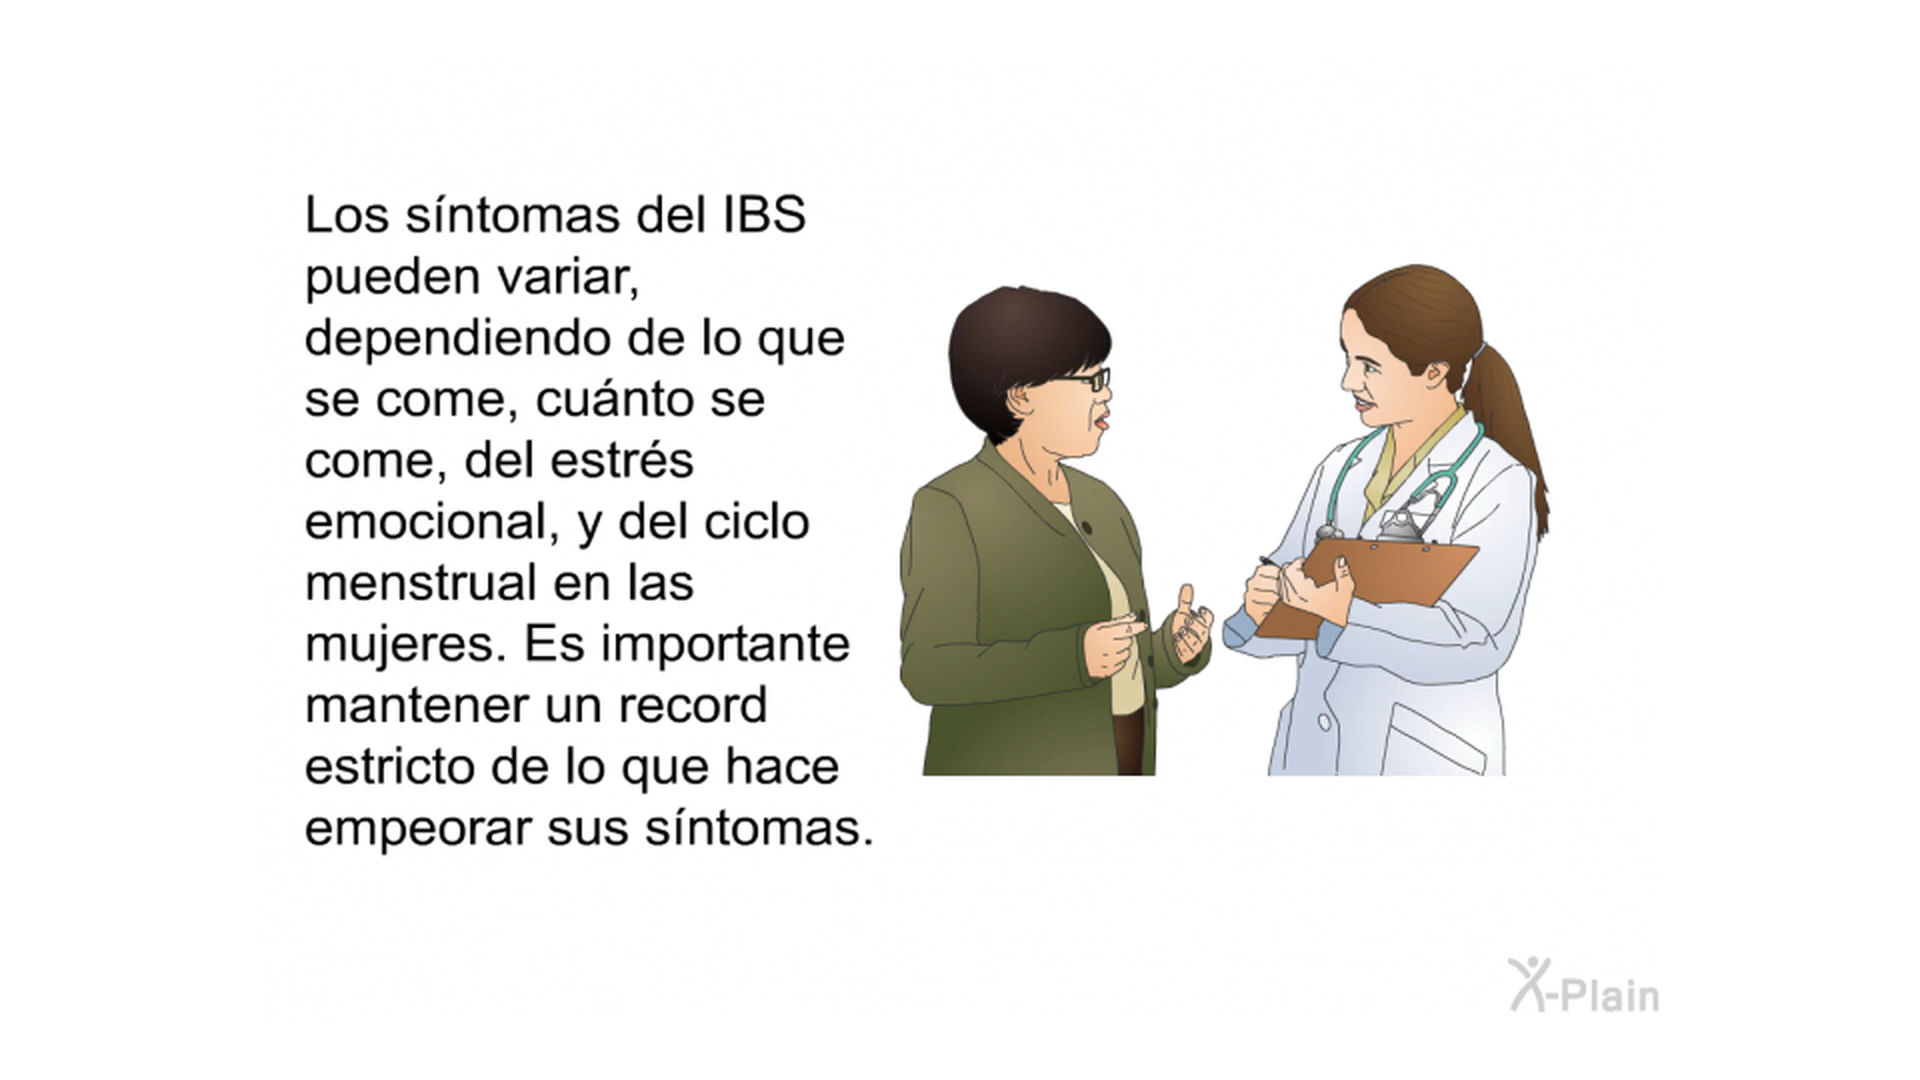 Los síntomas del IBS
pueden variar,
dependiendo de lo que
se come, cuánto se
come, del estrés
emocional, y del ciclo
menstrual en las
mujeres. Es importante
mantener un record
estricto de lo que hace
empeorar sus síntomas.
X-Plain